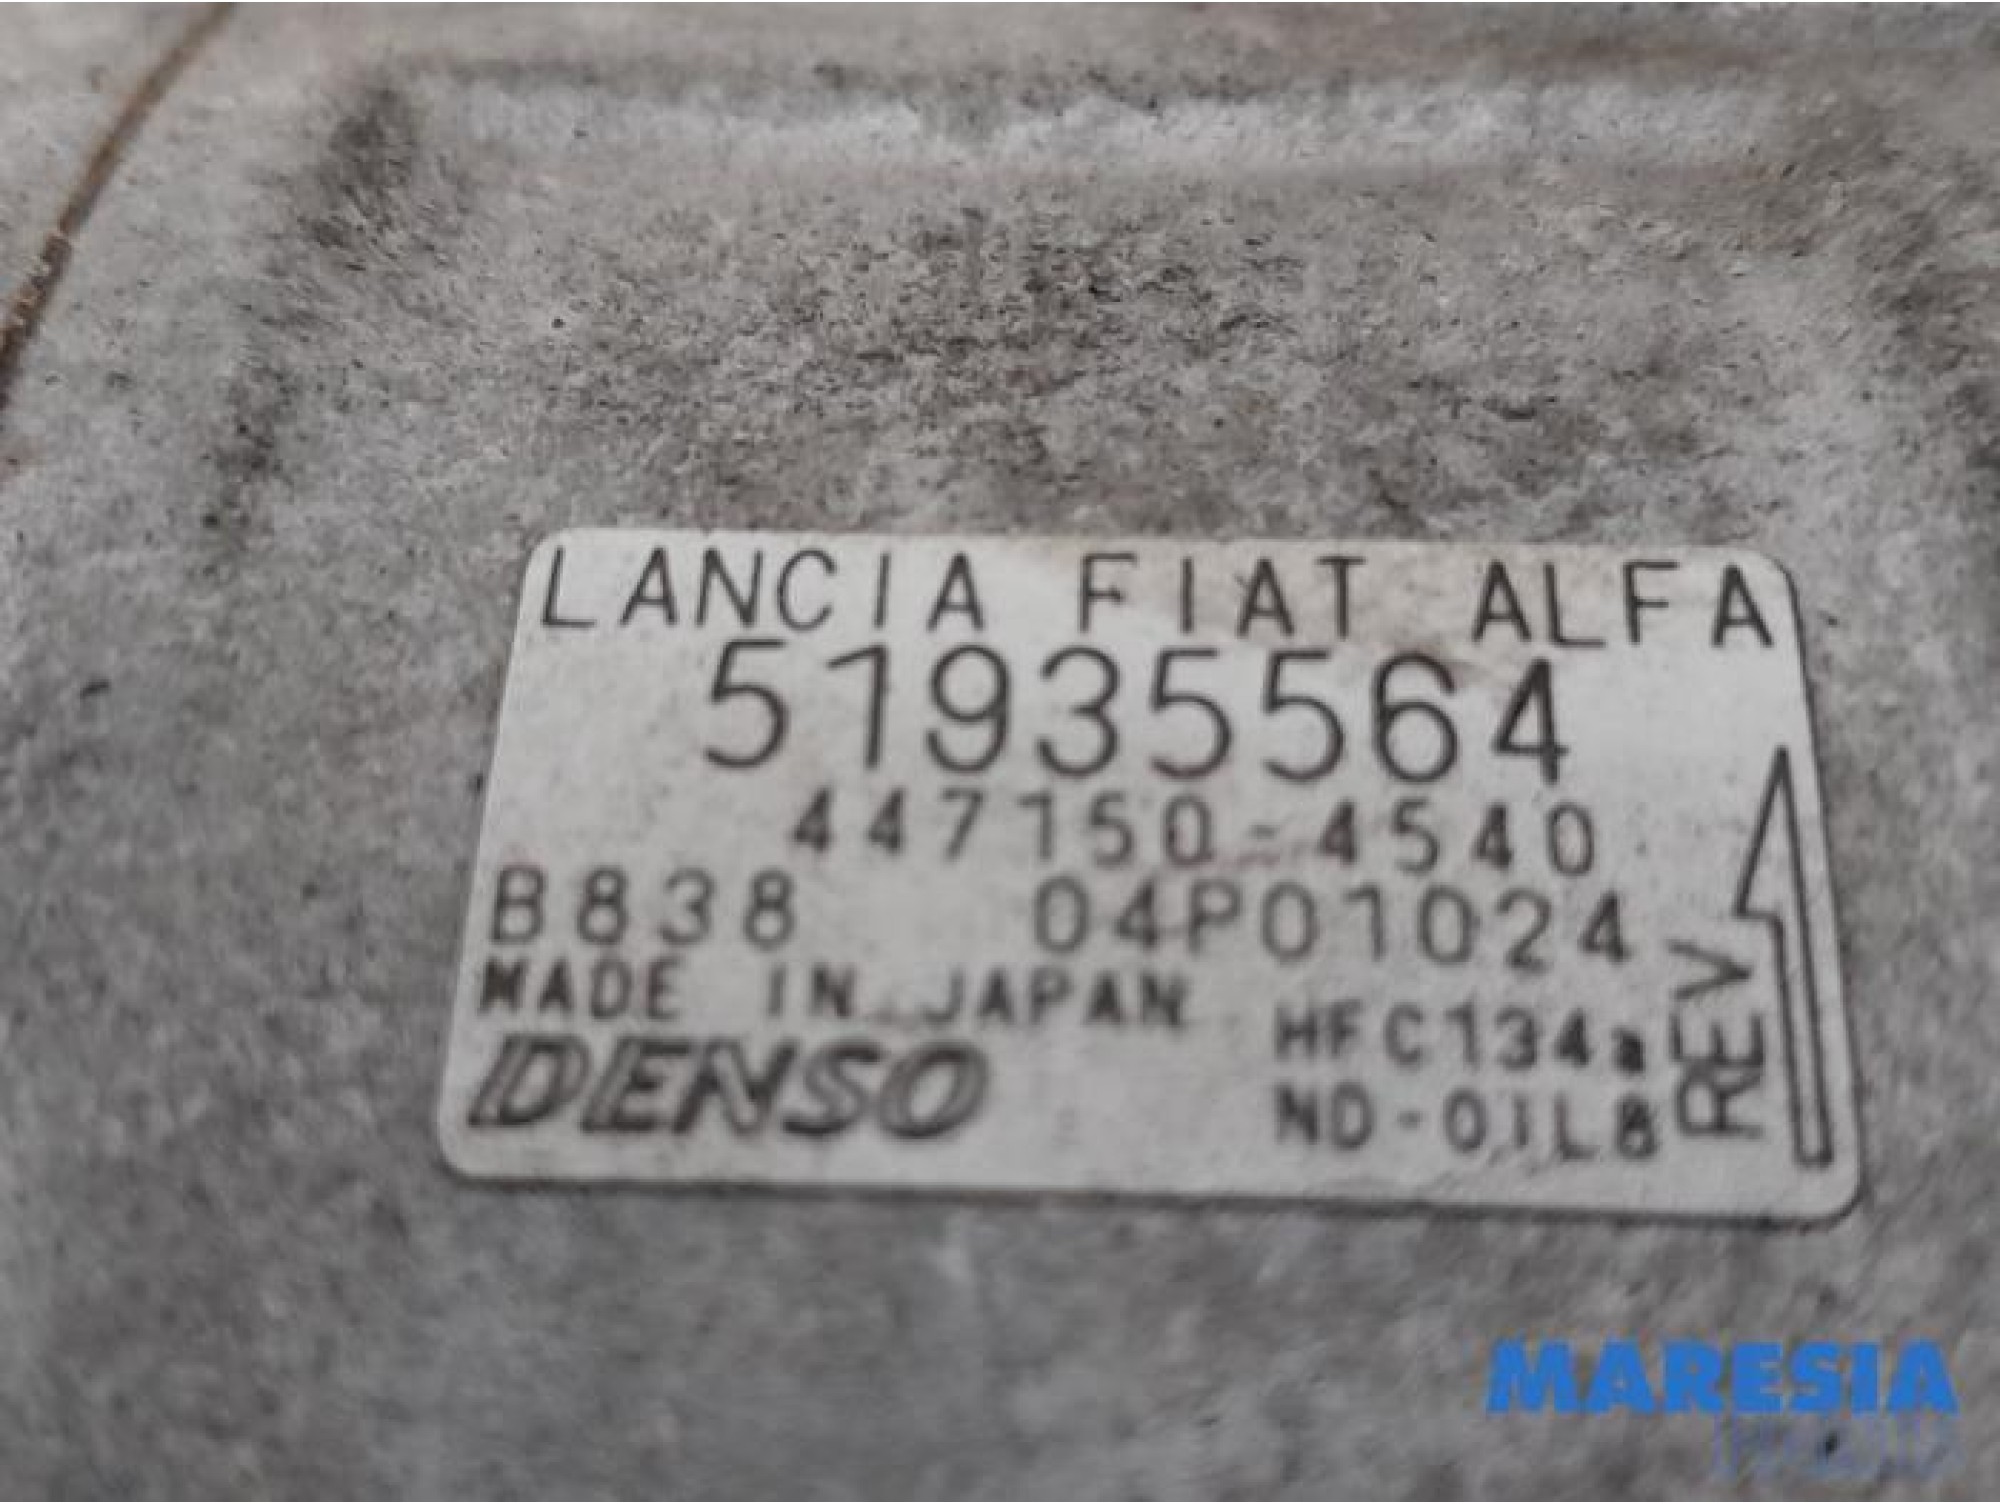 LANCIA FIAT ALFA
51935564
447150-4540
B838 04P01024
MADE IN JAPAN
HFC134a
DENSO
ND-OIL8
REV
MARESIA